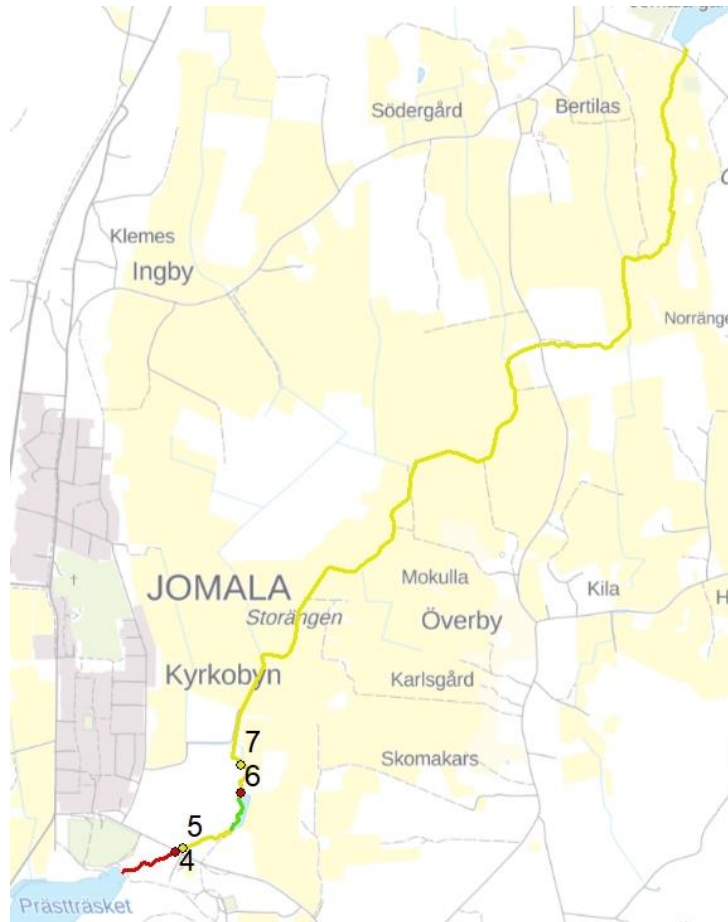 Södergård
Bertilas
Klemes
Ingby
JOMALA
Storängen
Mokulla
Kila
Överby
Kyrkobyn
Karlsgård
7
Skomakars
6
5
4
Prästträsket